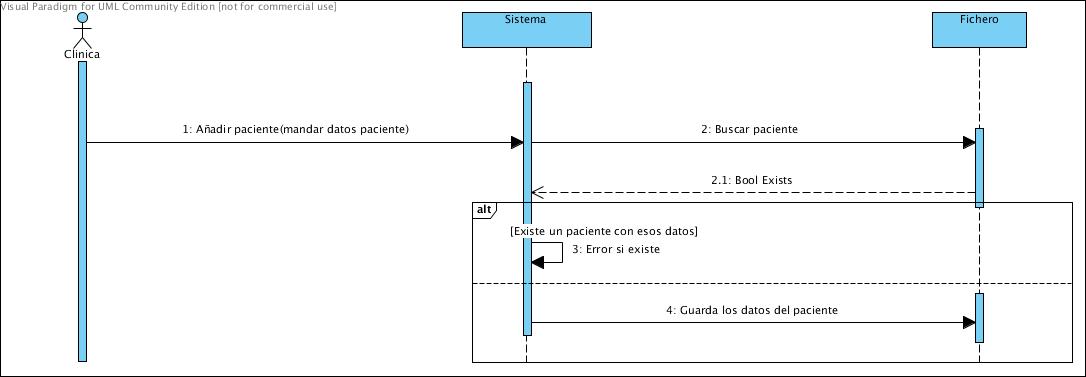 Visual Paradigm for UML Community Edition [not for commercial use]
Sistema
Fichero
Clinica
1: Añadir paciente(mandar datos paciente)
2: Buscar paciente
2.1: Bool Exists
alt
[Existe un paciente con esos datos]
3: Error si existe
4: Guarda los datos del paciente